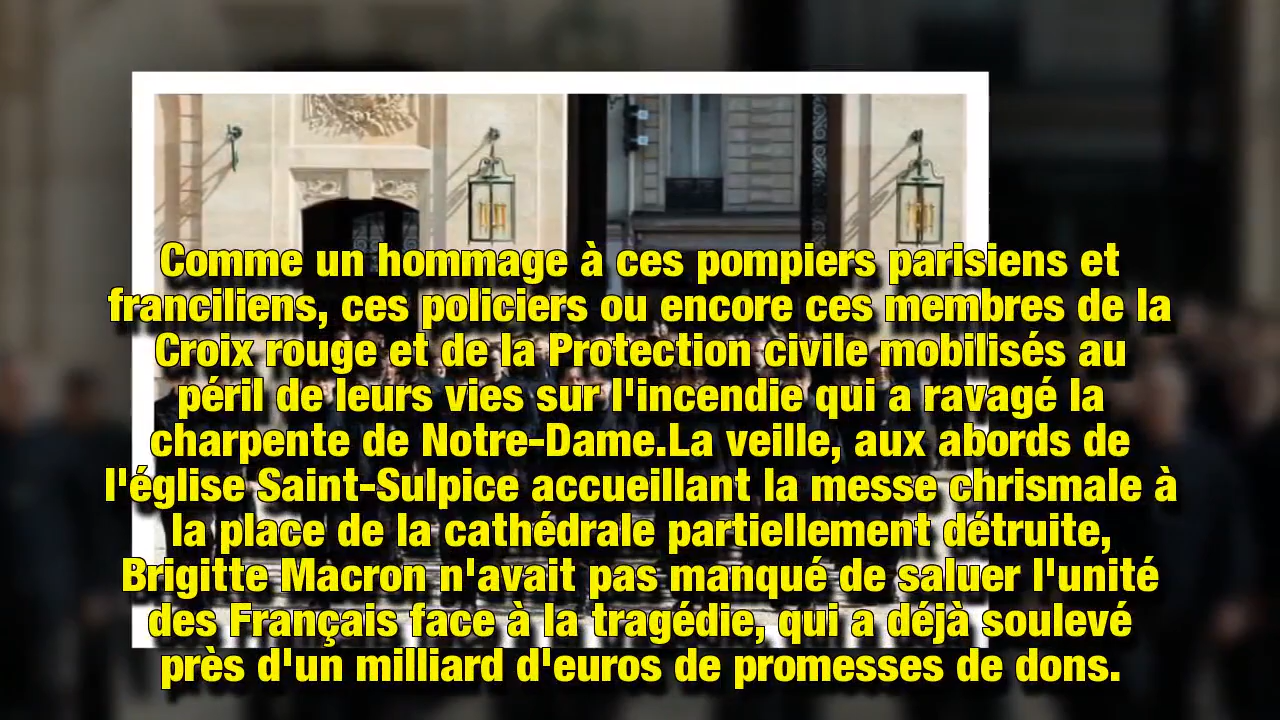 Comme un hommage à ces pompiers parisiens et
franciliens, ces policiers ou encore ces membres de la
Croix rouge et de la Protection civile mobilisés au
péril de leurs vies sur l'incendie qui a ravagé la
charpente de Notre-Dame.La veille, aux abords de
l'église Saint-Sulpice accueillant la messe chrismale à
la place de la cathédrale partiellement détruite,
Brigitte Macron n'avait pas manqué de saluer l'unité
des Français face à la tragédie, qui a déjà soulevé
près d'un milliard d'euros de promesses de dons.